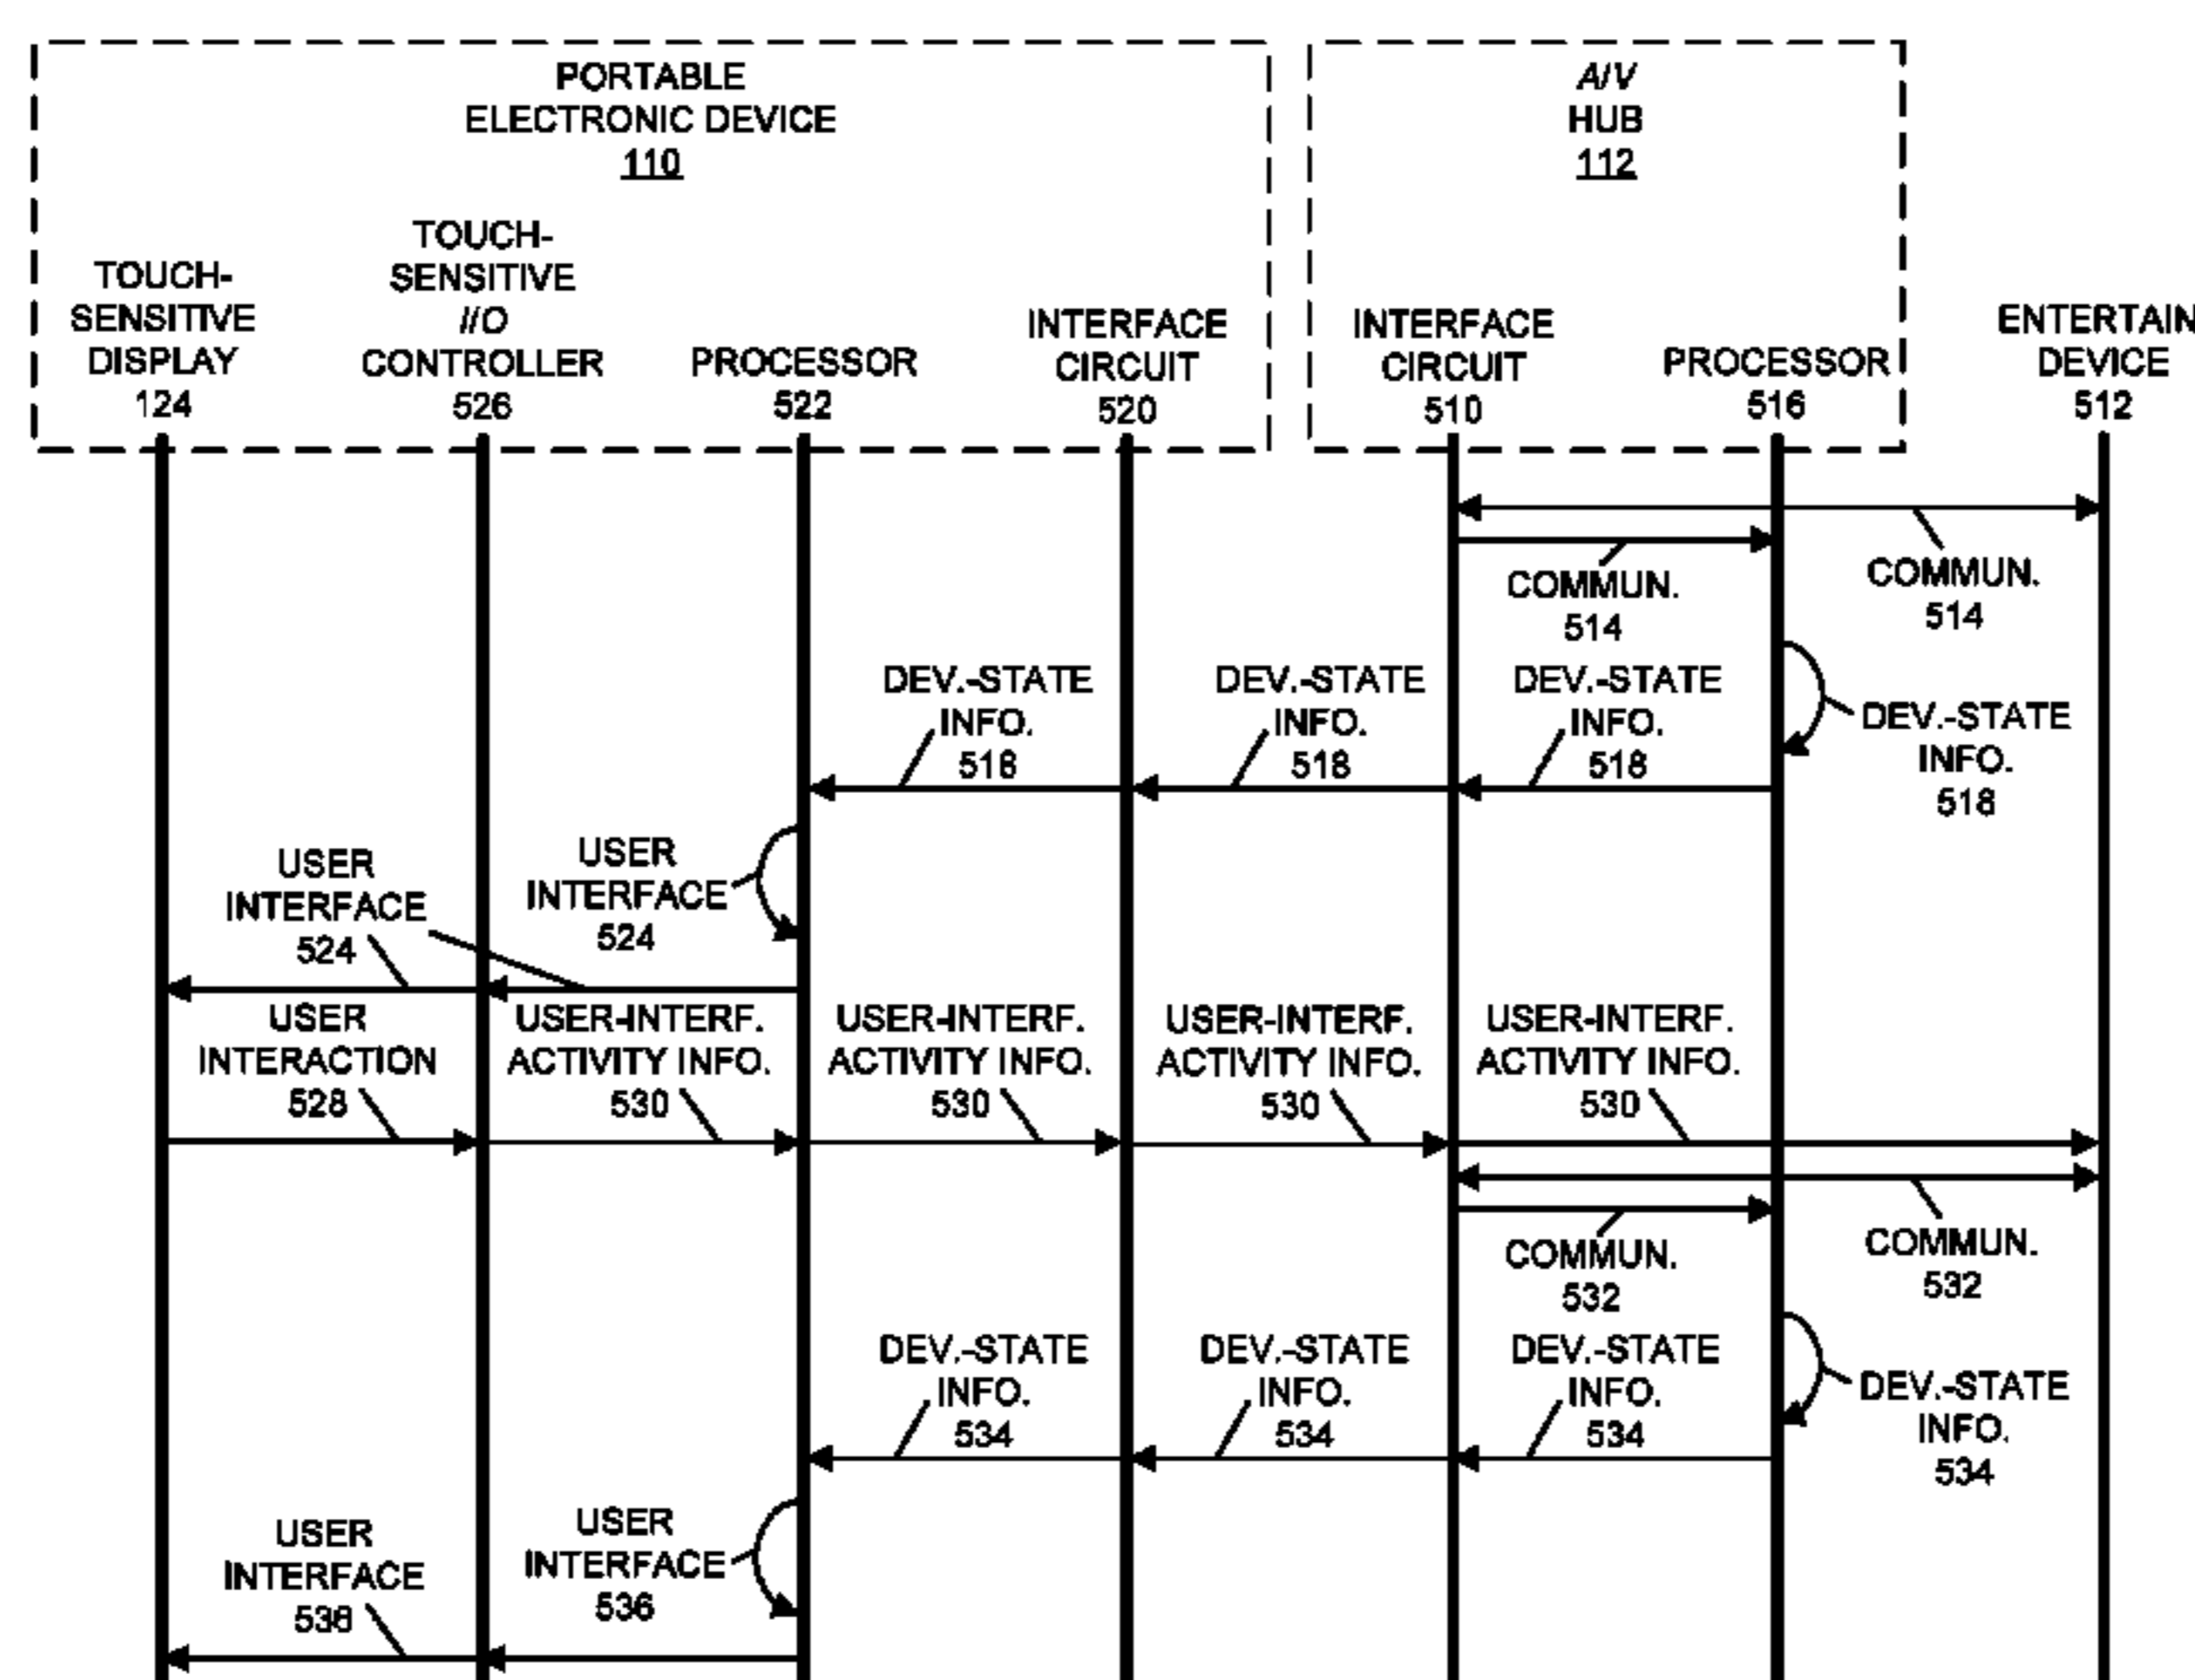 PORTABLE
ELECTRONIC DEVICE
110
A/V
HUB
112
TOUCH-
SENSITIVE
DISPLAY
124
TOUCH-
SENSITIVE
I/O
CONTROLLER
526
PROCESSOR
522
INTERFACE
CIRCUIT
520
INTERFACE
CIRCUIT
510
PROCESSOR
516
ENTERTAIN
DEVICE
512
COMMUN.
514
COMMUN.
514
DEV.-STATE
INFO.
518
DEV.-STATE
INFO.
518
DEV.-STATE
INFO.
518
DEV.-STATE
INFO.
518
USER
INTERFACE
524
USER
INTERFACE
524
USER
INTERACTION
528
USER-INTERF.
ACTIVITY INFO.
530
USER-INTERF.
ACTIVITY INFO.
530
USER-INTERF.
ACTIVITY INFO.
530
USER-INTERF.
ACTIVITY INFO.
530
COMMUN.
532
COMMUN.
532
DEV.-STATE
INFO.
534
DEV.-STATE
INFO.
534
DEV.-STATE
INFO.
534
DEV.-STATE
INFO.
534
USER
INTERFACE
536
USER
INTERFACE
536